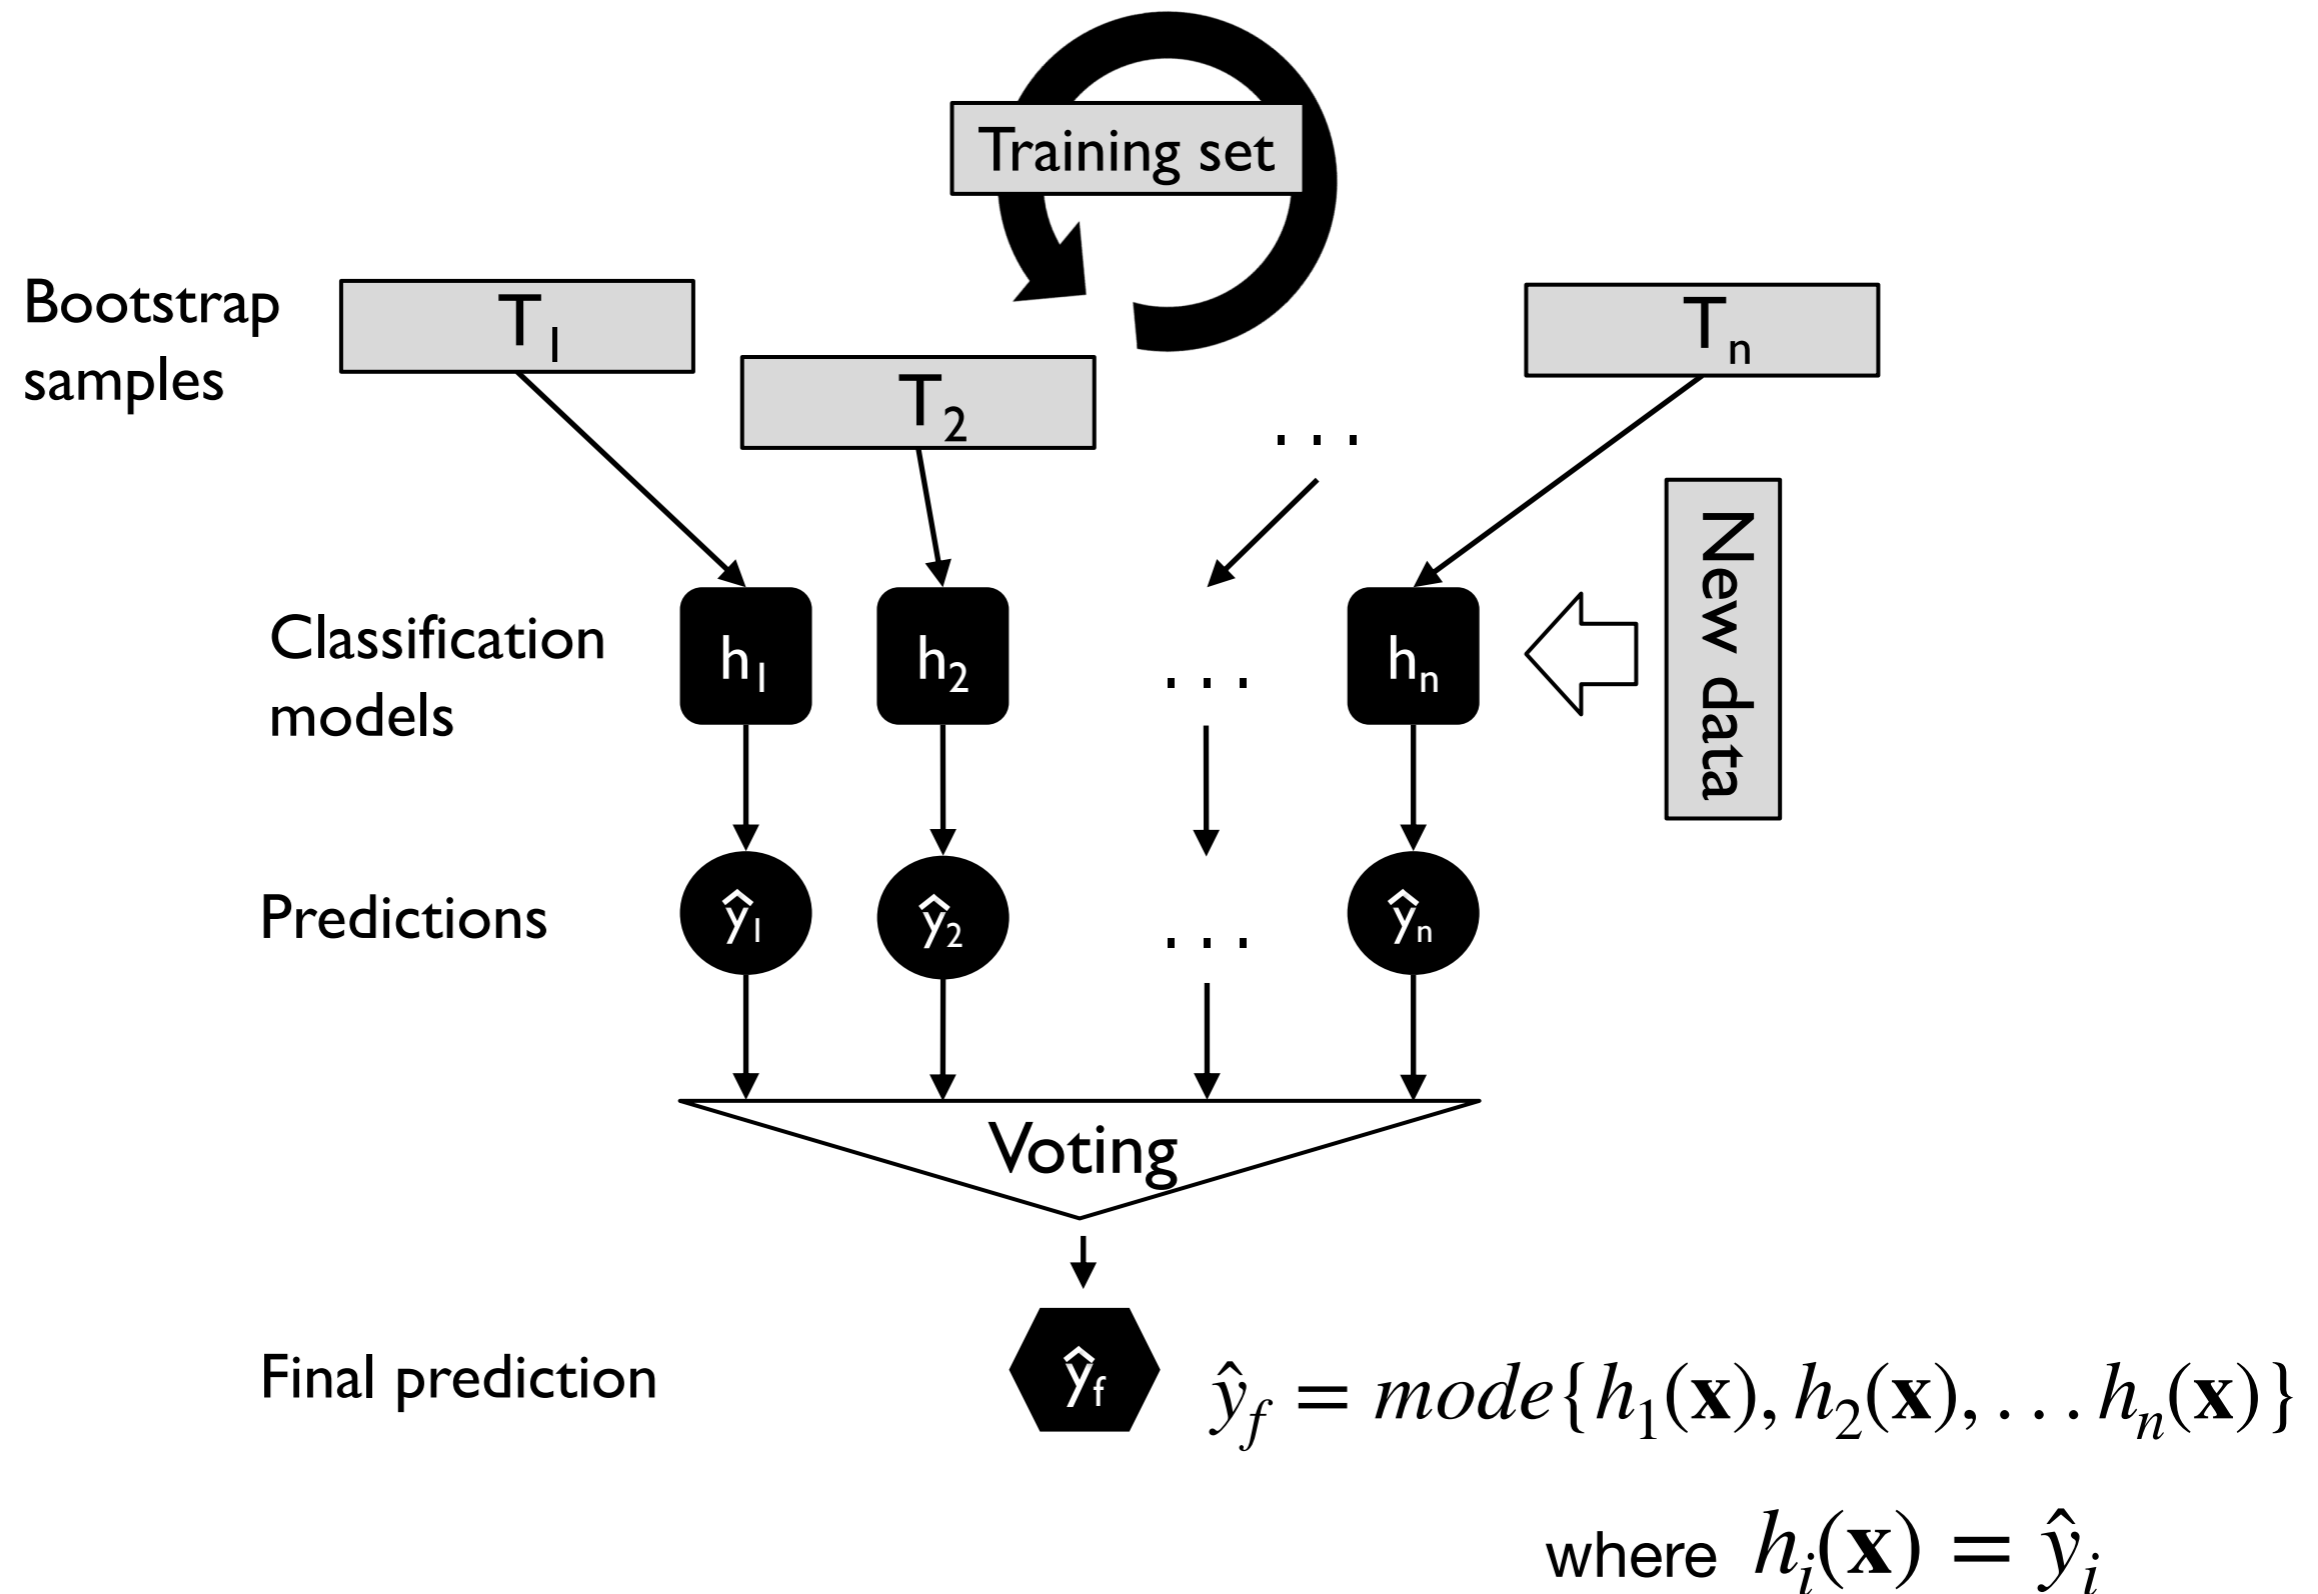 Training set
Bootstrap
samples
T1
T2
. . .
Tn
New data
Classification
models
h1
h2
. . .
hn
Predictions
ŷ1
ŷ2
. . .
ŷn
Voting
Final prediction
ŷf
ŷf = mode{h1(x), h2(x), . . . hn(x)}
where hi(x) = ŷi